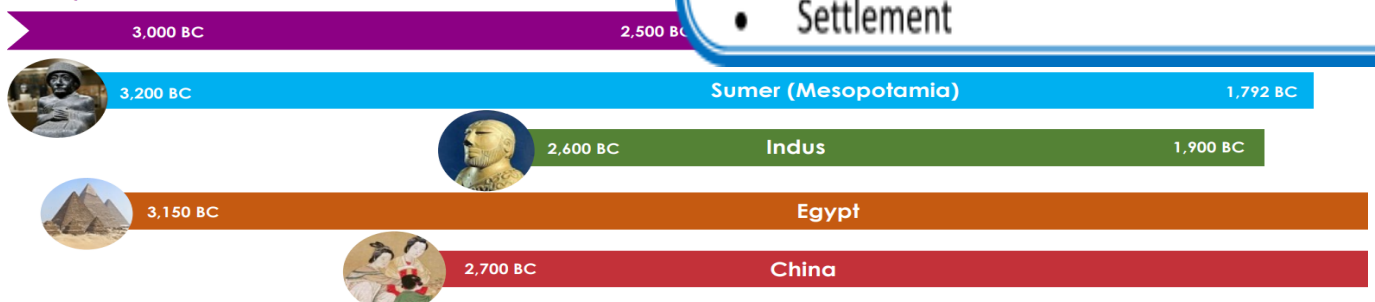 • Settlement
3,000 BC 2,500 BC
3,200 BC Sumer (Mesopotamia) 1,792 BC
2,600 BC Indus 1,900 BC
3,150 BC Egypt
2,700 BC China